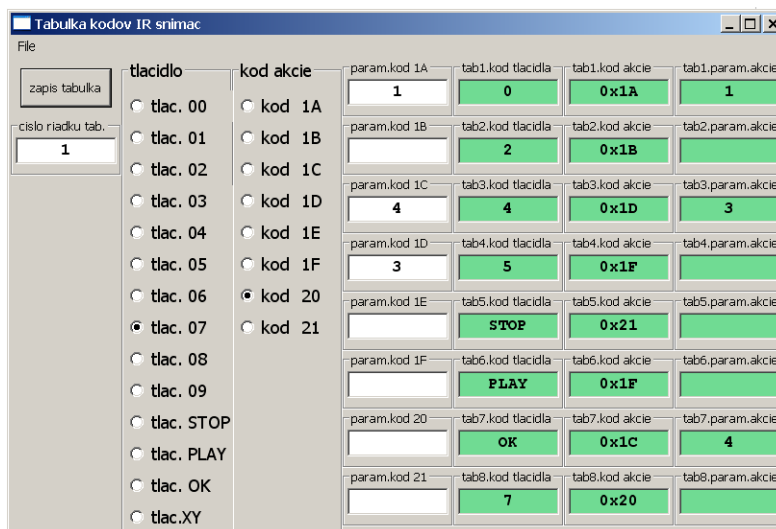 Tabulka kodov IR snimac
File
zapis tabulka
cislo riadku tab.
1
tlacidlo
tlac. 00
tlac. 01
tlac. 02
tlac. 03
tlac. 04
tlac. 05
tlac. 06
tlac. 07
tlac. 08
tlac. 09
tlac. STOP
tlac. PLAY
tlac. OK
tlac.XY
kod akcie
kod 1A
kod 1B
kod 1C
kod 1D
kod 1E
kod 1F
kod 20
kod 21
param.kod 1A tab1.kod tlacidla tab1.kod akcie tab1.param.akcie
1 0 0x1A 1
param.kod 1B tab2.kod tlacidla tab2.kod akcie tab2.param.akcie
2 0x1B
param.kod 1C tab3.kod tlacidla tab3.kod akcie tab3.param.akcie
4 4 0x1D 3
param.kod 1D tab4.kod tlacidla tab4.kod akcie tab4.param.akcie
3 5 0x1F
param.kod 1E tab5.kod tlacidla tab5.kod akcie tab5.param.akcie
STOP 0x21
param.kod 1F tab6.kod tlacidla tab6.kod akcie tab6.param.akcie
PLAY 0x1F
param.kod 20 tab7.kod tlacidla tab7.kod akcie tab7.param.akcie
OK 0x1C 4
param.kod 21 tab8.kod tlacidla tab8.kod akcie tab8.param.akcie
7 0x20